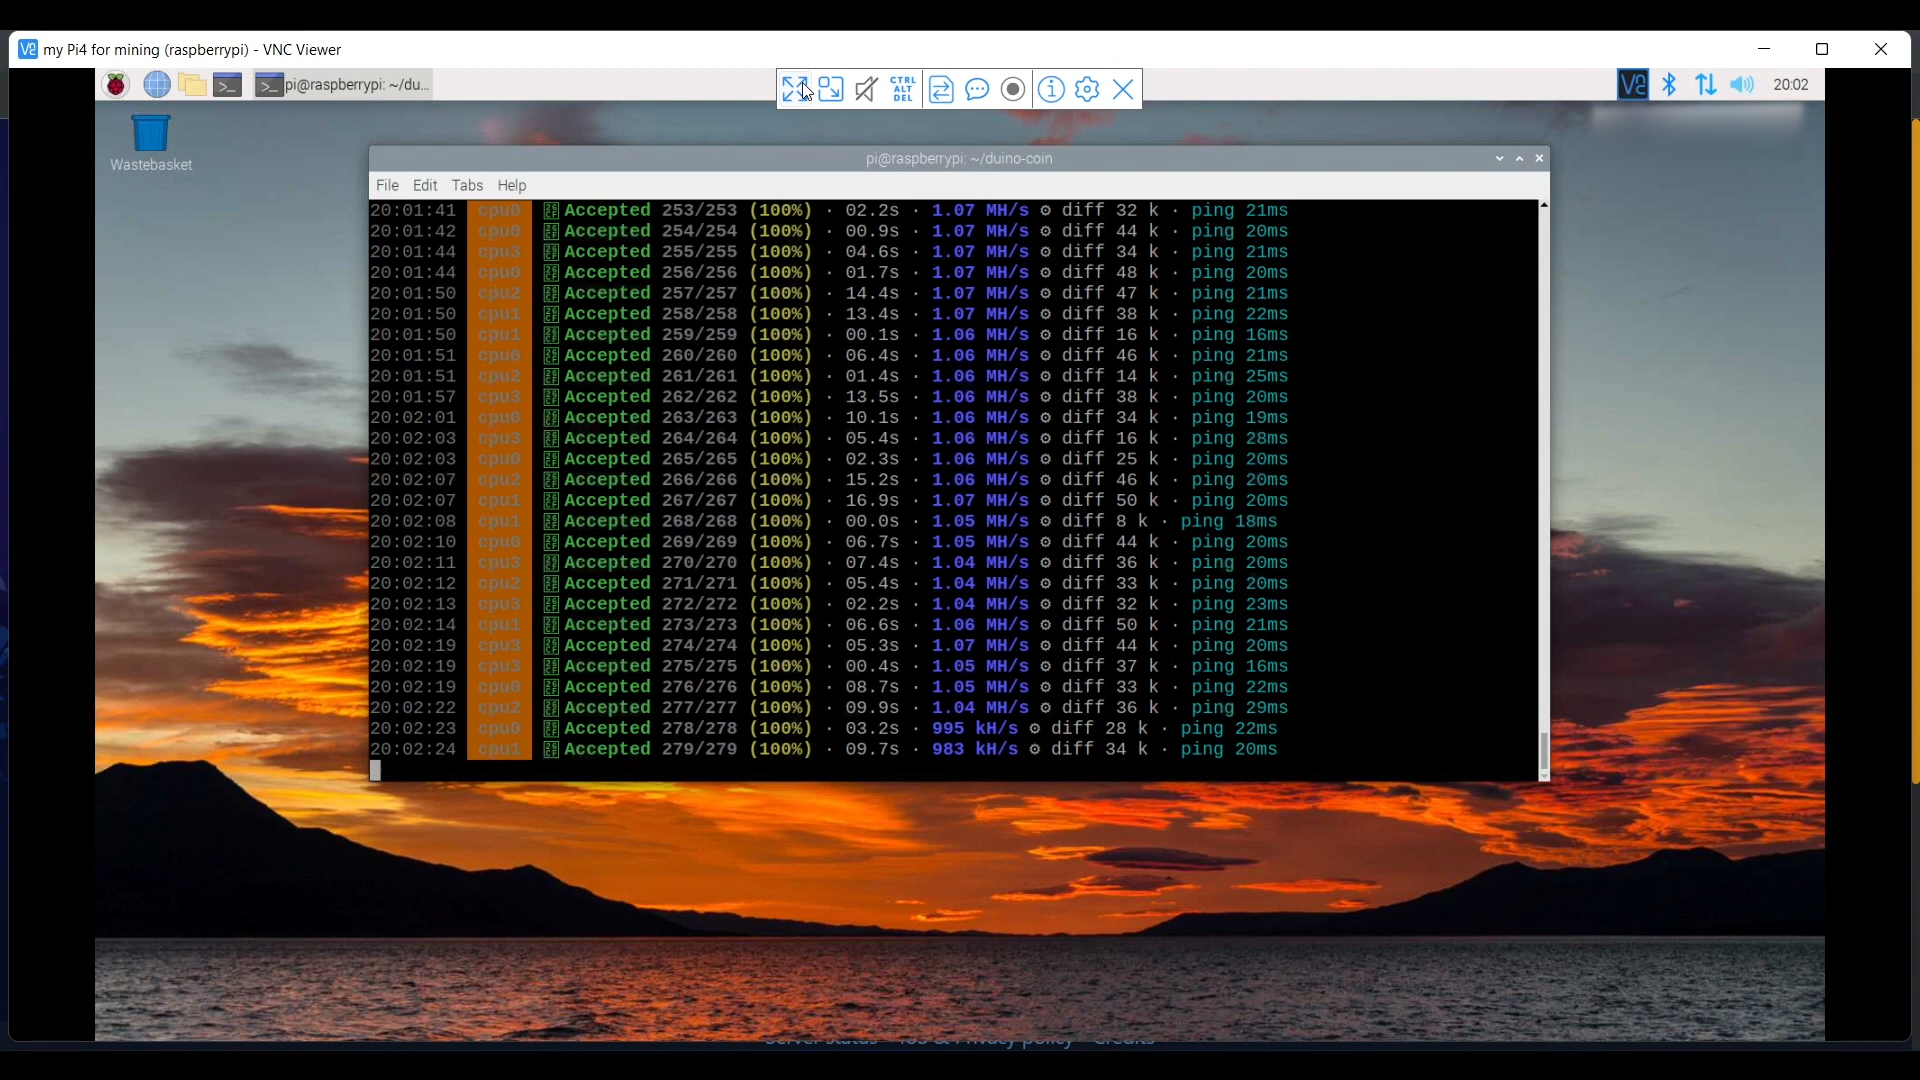 my Pi4 for mining (raspberrypi) - VNC Viewer
pi@raspberrypi: ~/du...
CTRL
ALT
DEL
20:02
Wastebasket
pi@raspberrypi: ~/duino-coin
File Edit Tabs Help
20:01:41 cpu0 Accepted 253/253 (100%) · 02.2s · 1.07 MH/s ⚙ diff 32 k · ping 21ms
20:01:42 cpu0 Accepted 254/254 (100%) · 00.9s · 1.07 MH/s ⚙ diff 44 k · ping 20ms
20:01:44 cpu3 Accepted 255/255 (100%) · 04.6s · 1.07 MH/s ⚙ diff 34 k · ping 21ms
20:01:44 cpu0 Accepted 256/256 (100%) · 01.7s · 1.07 MH/s ⚙ diff 48 k · ping 20ms
20:01:50 cpu2 Accepted 257/257 (100%) · 14.4s · 1.07 MH/s ⚙ diff 47 k · ping 21ms
20:01:50 cpu1 Accepted 258/258 (100%) · 13.4s · 1.07 MH/s ⚙ diff 38 k · ping 22ms
20:01:50 cpu1 Accepted 259/259 (100%) · 00.1s · 1.06 MH/s ⚙ diff 16 k · ping 16ms
20:01:51 cpu0 Accepted 260/260 (100%) · 06.4s · 1.06 MH/s ⚙ diff 46 k · ping 21ms
20:01:51 cpu2 Accepted 261/261 (100%) · 01.4s · 1.06 MH/s ⚙ diff 14 k · ping 25ms
20:01:57 cpu3 Accepted 262/262 (100%) · 13.5s · 1.06 MH/s ⚙ diff 38 k · ping 20ms
20:02:01 cpu0 Accepted 263/263 (100%) · 10.1s · 1.06 MH/s ⚙ diff 34 k · ping 19ms
20:02:03 cpu3 Accepted 264/264 (100%) · 05.4s · 1.06 MH/s ⚙ diff 16 k · ping 28ms
20:02:03 cpu0 Accepted 265/265 (100%) · 02.3s · 1.06 MH/s ⚙ diff 25 k · ping 20ms
20:02:07 cpu2 Accepted 266/266 (100%) · 15.2s · 1.06 MH/s ⚙ diff 46 k · ping 20ms
20:02:07 cpu1 Accepted 267/267 (100%) · 16.9s · 1.07 MH/s ⚙ diff 50 k · ping 20ms
20:02:08 cpu1 Accepted 268/268 (100%) · 00.0s · 1.05 MH/s ⚙ diff 8 k · ping 18ms
20:02:10 cpu0 Accepted 269/269 (100%) · 06.7s · 1.05 MH/s ⚙ diff 44 k · ping 20ms
20:02:11 cpu3 Accepted 270/270 (100%) · 07.4s · 1.04 MH/s ⚙ diff 36 k · ping 20ms
20:02:12 cpu2 Accepted 271/271 (100%) · 05.4s · 1.04 MH/s ⚙ diff 33 k · ping 20ms
20:02:13 cpu3 Accepted 272/272 (100%) · 02.2s · 1.04 MH/s ⚙ diff 32 k · ping 23ms
20:02:14 cpu1 Accepted 273/273 (100%) · 06.6s · 1.06 MH/s ⚙ diff 50 k · ping 21ms
20:02:19 cpu3 Accepted 274/274 (100%) · 05.3s · 1.07 MH/s ⚙ diff 44 k · ping 20ms
20:02:19 cpu3 Accepted 275/275 (100%) · 00.4s · 1.05 MH/s ⚙ diff 37 k · ping 16ms
20:02:19 cpu0 Accepted 276/276 (100%) · 08.7s · 1.05 MH/s ⚙ diff 33 k · ping 22ms
20:02:22 cpu2 Accepted 277/277 (100%) · 09.9s · 1.04 MH/s ⚙ diff 36 k · ping 29ms
20:02:23 cpu0 Accepted 278/278 (100%) · 03.2s · 995 kH/s ⚙ diff 28 k · ping 22ms
20:02:24 cpu1 Accepted 279/279 (100%) · 09.7s · 983 kH/s ⚙ diff 34 k · ping 20ms